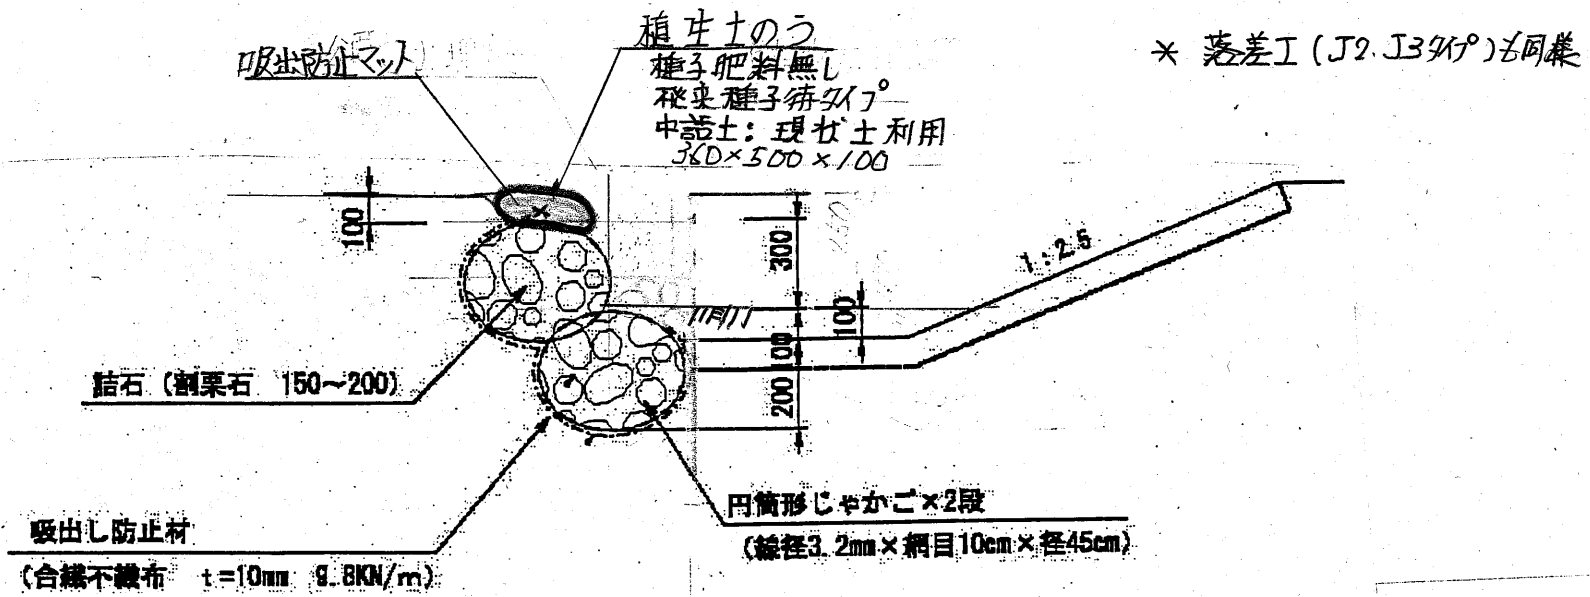 吸出防止マット
植生土のう
種子肥料無し
飛来種子待タイプ
中詰土:現状土利用
360×500×100
* 落差工(J2.J3タイプ)も同様
100
300
100
100
200
1:2.5
詰石(割栗石 150~200)
吸出し防止材
(合繊不織布 t=10mm 9.8KN/m)
円筒形じゃかご×2段
(線径3.2mm×網目10cm×径45cm)